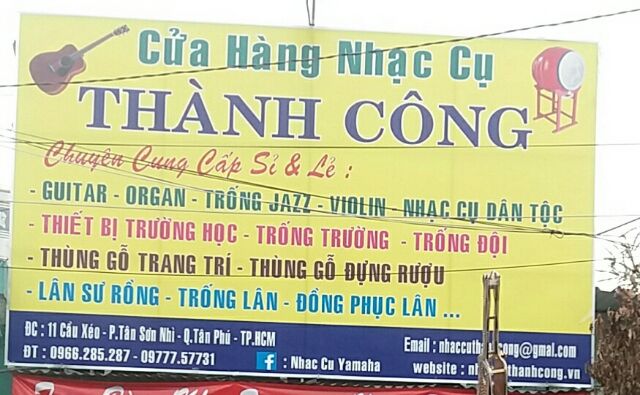 Cửa Hàng Nhạc Cụ
THÀNH CÔNG
Chuyên Cung Cấp Sỉ & Lẻ :
- GUITAR - ORGAN - TRỐNG JAZZ - VIOLIN - NHẠC CỤ DÂN TỘC
- THIẾT BỊ TRƯỜNG HỌC - TRỐNG TRƯỜNG - TRỐNG ĐỘI
- THÙNG GỖ TRANG TRÍ - THÙNG GỖ ĐỰNG RƯỢU
- LÂN SƯ RỒNG - TRỐNG LÂN - ĐỒNG PHỤC LÂN ...
ĐC : 11 Cầu Xéo - P.Tân Sơn Nhì - Q.Tân Phú - TP.HCM
ĐT : 0966.285.287 - 09777.57731
f : Nhac Cu Yamaha
Email :
website :